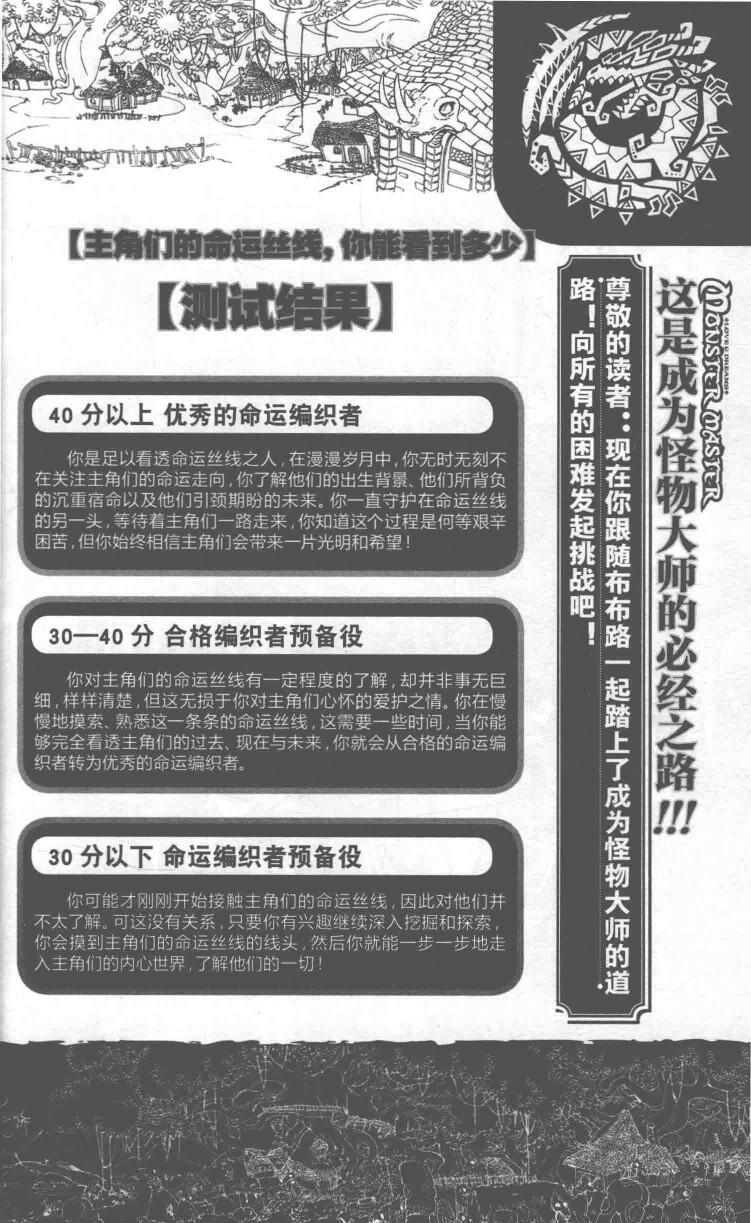 【主角们的命运丝线，你能看到多少】
【测试结果】
40 分以上 优秀的命运编织者
你是足以看透命运丝线之人，在漫漫岁月中，你无时无刻不
在关注主角们的命运走向，你了解他们的出生背景、他们所背负
的沉重宿命以及他们引颈期盼的未来。你一直守护在命运丝线
的另一头，等待着主角们一路走来，你知道这个过程是何等艰辛
困苦，但你始终相信主角们会带来一片光明和希望！
30—40 分 合格编织者预备役
你对主角们的命运丝线有一定程度的了解，却并非事无巨
细，样样清楚，但这无损于你对主角们心怀的爱护之情。你在慢
慢地摸索、熟悉这一条条的命运丝线，这需要一些时间，当你能
够完全看透主角们的过去、现在与未来，你就会从合格的命运编
织者转为优秀的命运编织者。
30 分以下 命运编织者预备役
你可能才刚刚开始接触主角们的命运丝线，因此对他们并
不太了解。可这没有关系，只要你有兴趣继续深入挖掘和探索，
你会摸到主角们的命运丝线的线头，然后你就能一步一步地走
入主角们的内心世界，了解他们的一切！
MONSTER MASTER
LOVE & DREAMS
这是成为怪物大师的必经之路!!!
尊敬的读者：现在你跟随布布路一起踏上了成为怪物大师的道
路！向所有的困难发起挑战吧！